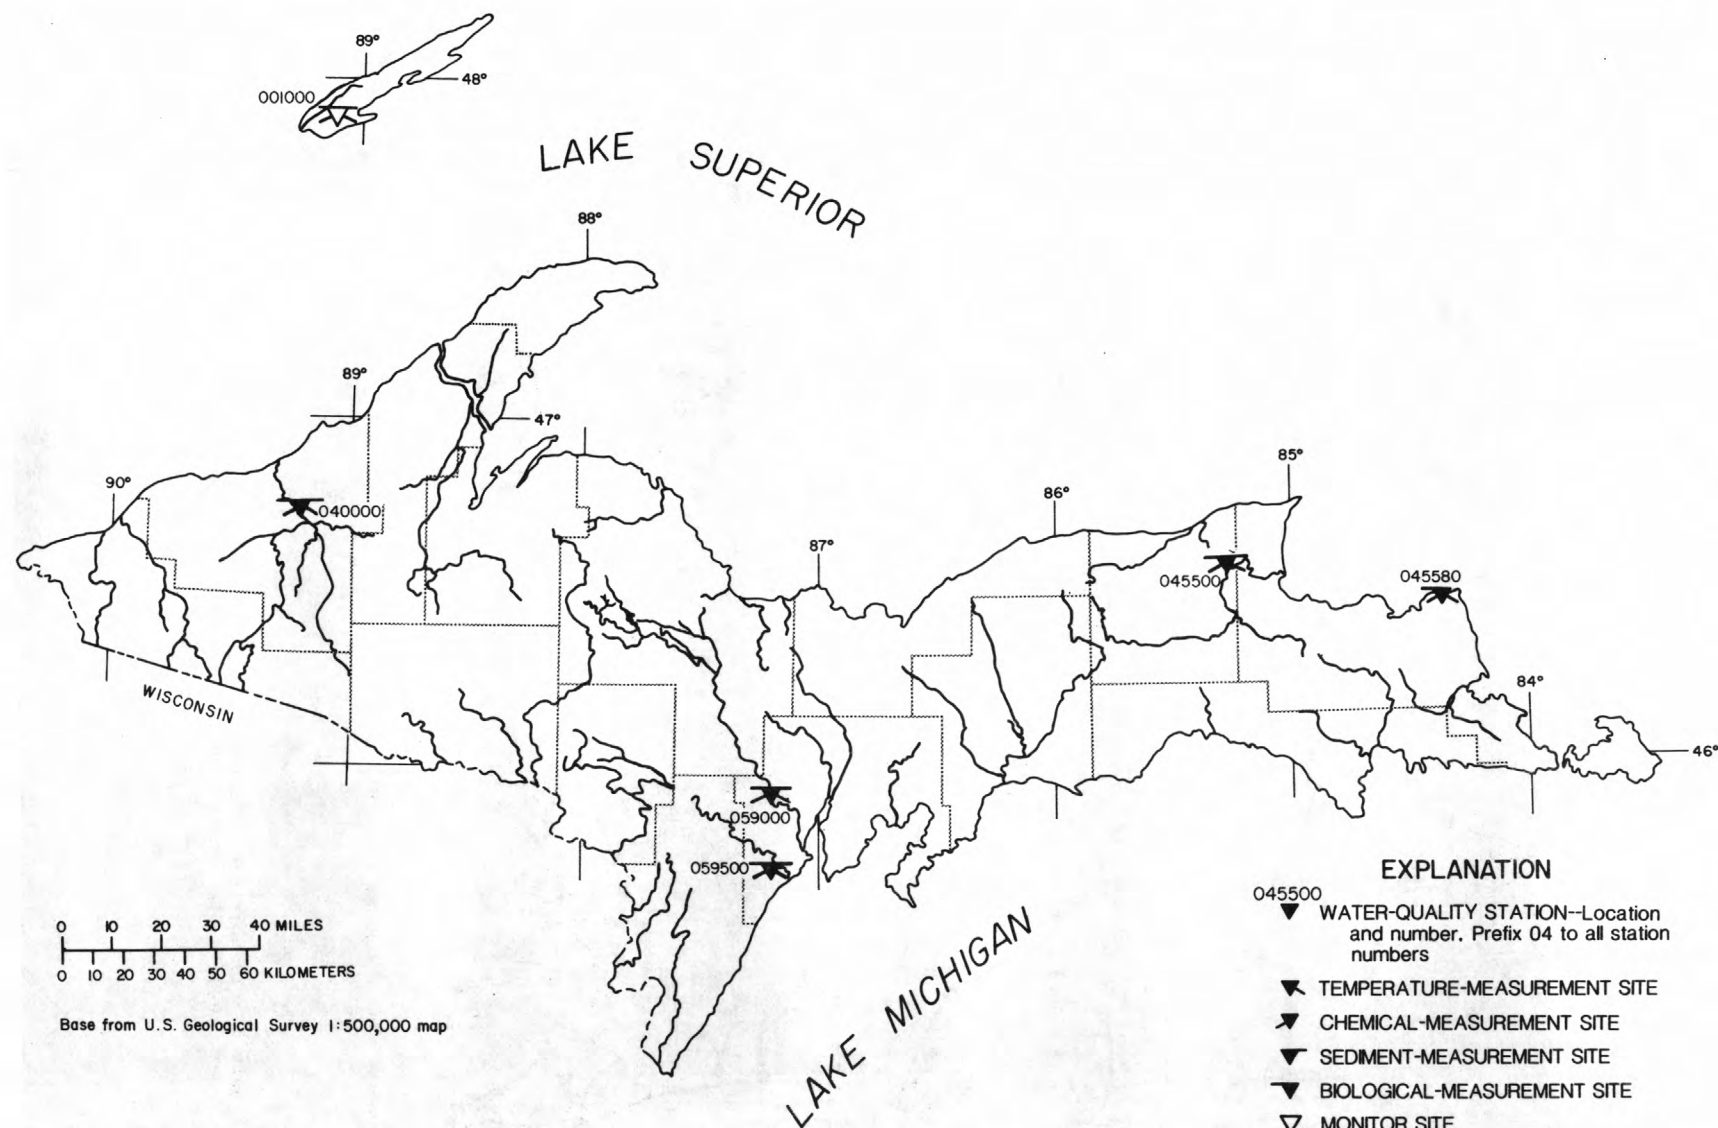 89°
48°
001000
LAKE SUPERIOR
88°
89°
47°
90°
040000
87°
86°
85°
045500
045580
84°
46°
WISCONSIN
059000
059500
LAKE MICHIGAN
0 10 20 30 40 MILES
0 10 20 30 40 50 60 KILOMETERS
Base from U.S. Geological Survey 1:500,000 map
EXPLANATION
045500
WATER-QUALITY STATION--Location
and number. Prefix 04 to all station
numbers
TEMPERATURE-MEASUREMENT SITE
CHEMICAL-MEASUREMENT SITE
SEDIMENT-MEASUREMENT SITE
BIOLOGICAL-MEASUREMENT SITE
MONITOR SITE